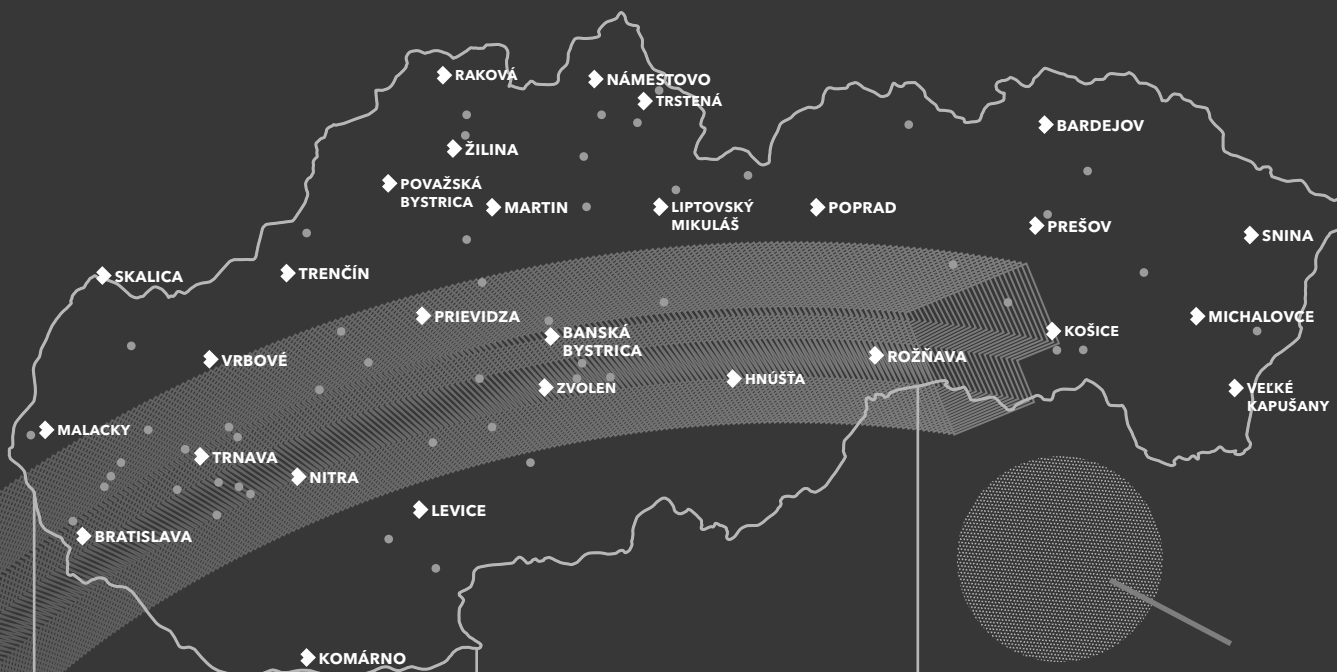 RAKOVÁ
NÁMESTOVO
TRSTENÁ
BARDEJOV
ŽILINA
POVAŽSKÁ
BYSTRICA
MARTIN
LIPTOVSKÝ
MIKULÁŠ
POPRAD
PREŠOV
SNINA
SKALICA
TRENČÍN
PRIEVIDZA
BANSKÁ
BYSTRICA
KOŠICE
MICHALOVCE
VRBOVÉ
ROŽŇAVA
HNÚŠŤA
ZVOLEN
VEĽKÉ
KAPUŠANY
MALACKY
TRNAVA
NITRA
LEVICE
BRATISLAVA
KOMÁRNO